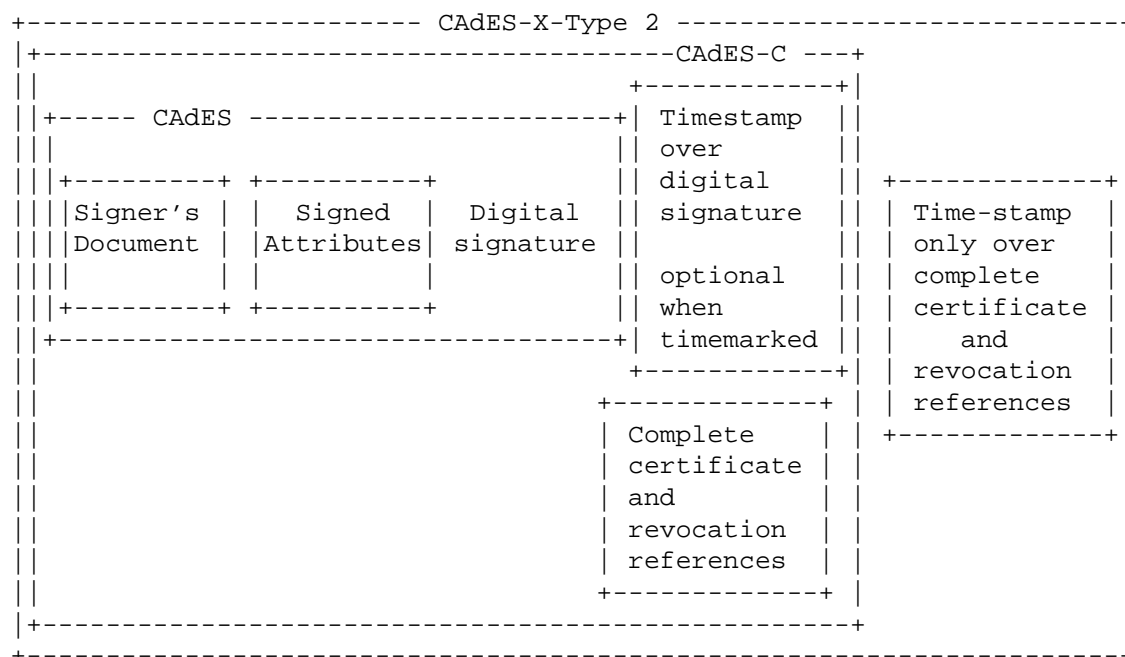 CAdES-X-Type 2
CAdES-C
CAdES
Signer's
Document
Signed
Attributes
Digital
signature
Timestamp
over
digital
signature
optional
when
timemarked
Complete
certificate
and
revocation
references
Time-stamp
only over
complete
certificate
and
revocation
references